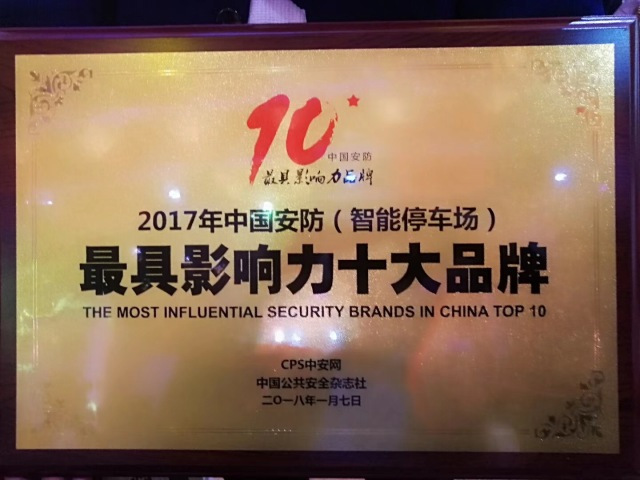 10
中国安防
最具影响力品牌
2017年中国安防（智能停车场）
最具影响力十大品牌
THE MOST INFLUENTIAL SECURITY BRANDS IN CHINA TOP 10
CPS中安网
中国公共安全杂志社
二〇一八年一月七日